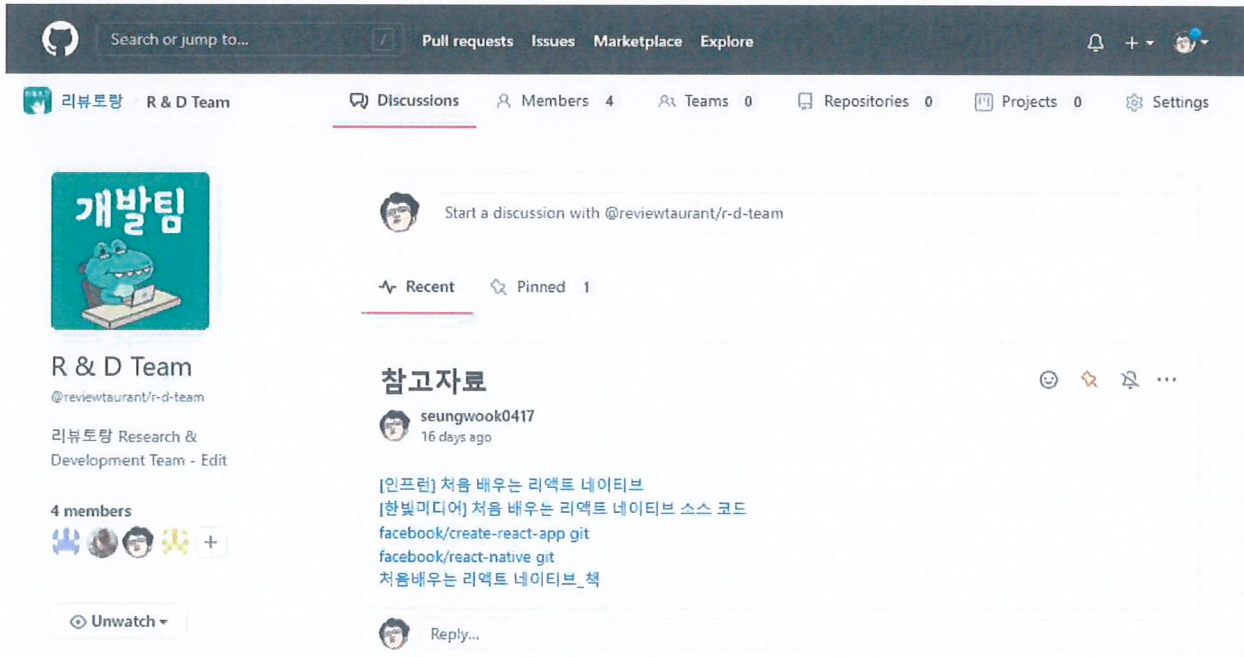 Search or jump to... / Pull requests Issues Marketplace Explore
리뷰토랑 R & D Team Discussions Members 4 Teams 0 Repositories 0 Projects 0 Settings
개발팀
Start a discussion with @reviewtaurant/r-d-team
Recent Pinned 1
R & D Team
@reviewtaurant/r-d-team
리뷰토랑 Research &
Development Team - Edit
4 members
Unwatch
참고자료
seungwook0417
16 days ago
[인프런] 처음 배우는 리액트 네이티브
[한빛미디어] 처음 배우는 리액트 네이티브 소스 코드
facebook/create-react-app git
facebook/react-native git
처음배우는 리액트 네이티브_책
Reply...